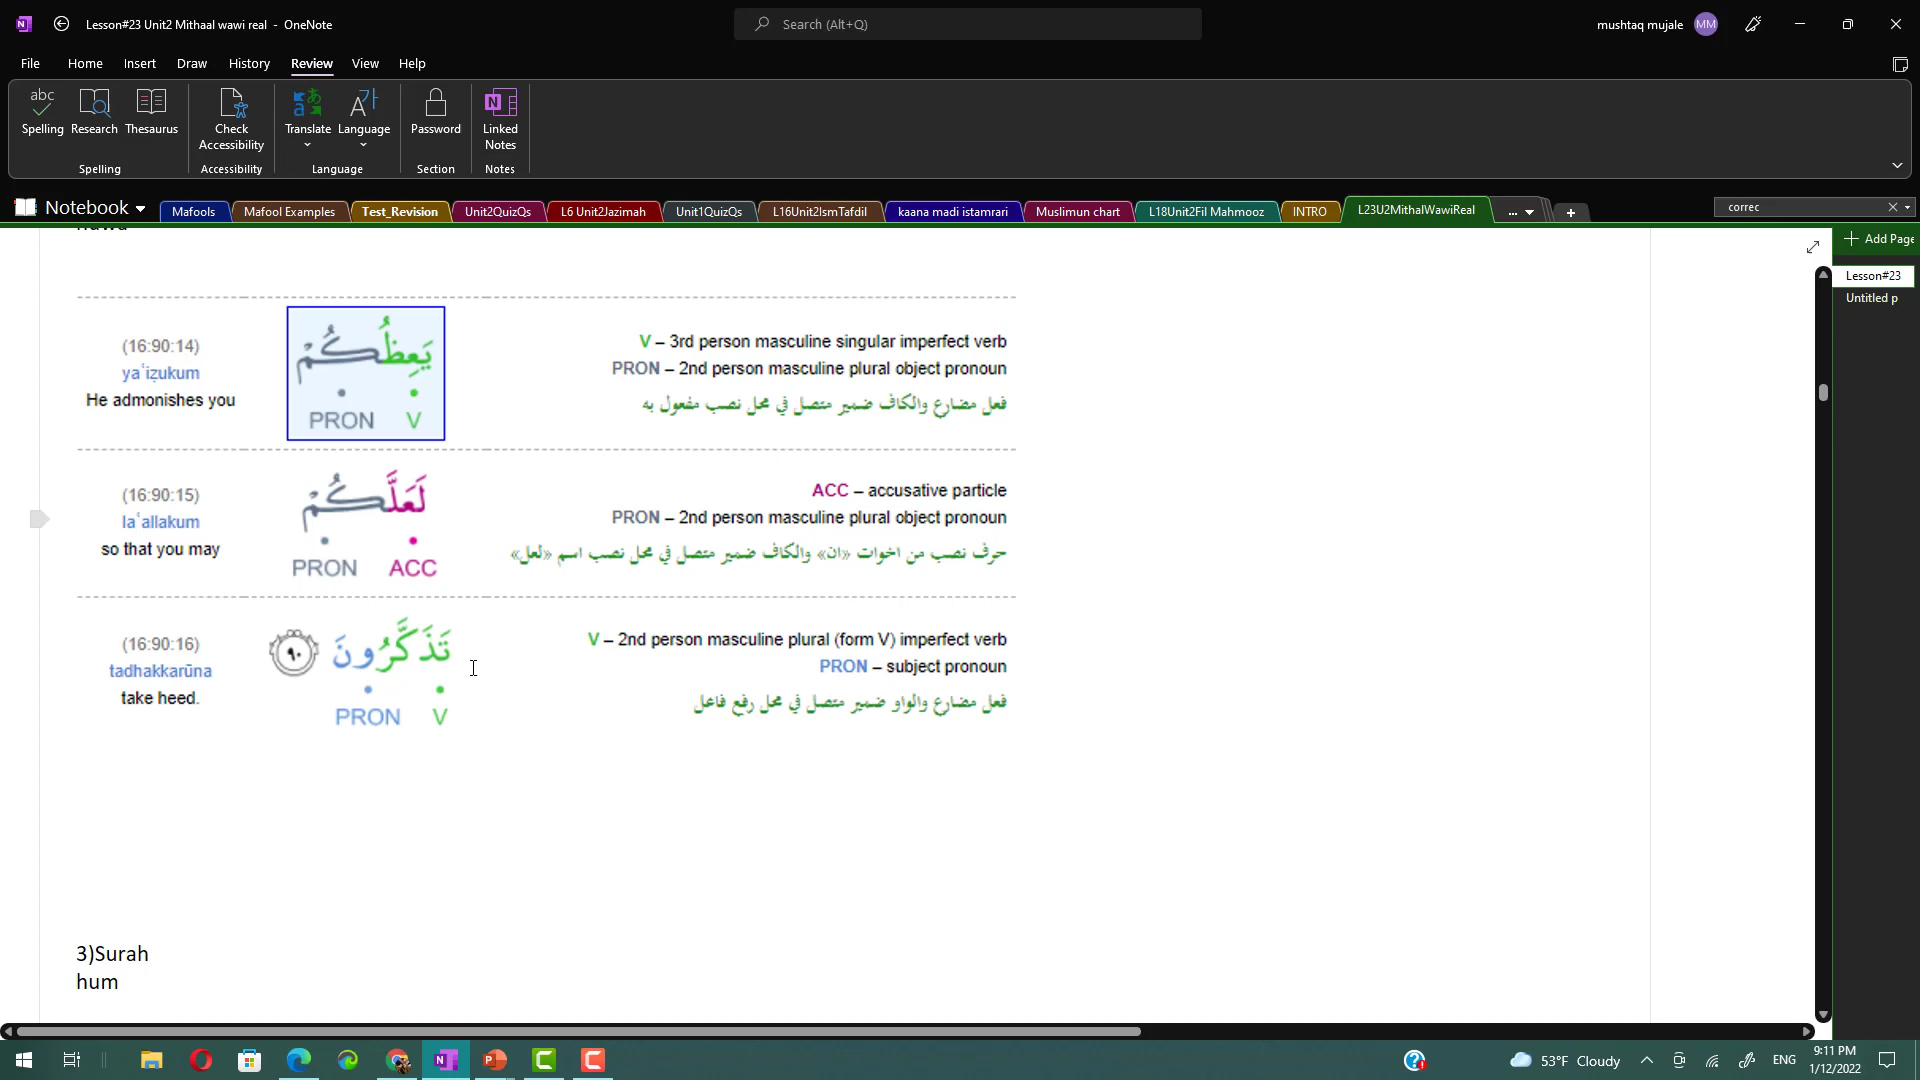 Lesson#23 Unit2 Mithaal wawi real - OneNote
Search (Alt+Q)
mushtaq mujale
MM
File Home Insert Draw History Review View Help
abc
Spelling Research Thesaurus Check Accessibility Translate Language Password Linked Notes
Spelling Accessibility Language Section Notes
Notebook
Mafools Mafool Examples Test_Revision Unit2QuizQs L6 Unit2Jazimah Unit1QuizQs L16Unit2IsmTafdil kaana madi istamrari Muslimun chart L18Unit2Fil Mahmooz INTRO L23U2MithalWawiReal ...
correc
Add Page
Lesson#23
Untitled p
(16:90:14)
yaʿiẓukum
He admonishes you
يَعِظُكُمْ
PRON V
V – 3rd person masculine singular imperfect verb
PRON – 2nd person masculine plural object pronoun
فعل مضارع والكاف ضمير متصل في محل نصب مفعول به
(16:90:15)
laʿallakum
so that you may
لَعَلَّكُمْ
PRON ACC
ACC – accusative particle
PRON – 2nd person masculine plural object pronoun
حرف نصب من اخوات «ان» والكاف ضمير متصل في محل نصب اسم «لعل»
(16:90:16)
tadhakkarūna
take heed.
تَذَكَّرُونَ ٩٠
PRON V
V – 2nd person masculine plural (form V) imperfect verb
PRON – subject pronoun
فعل مضارع والواو ضمير متصل في محل رفع فاعل
3)Surah
hum
53°F Cloudy
ENG
9:11 PM
1/12/2022